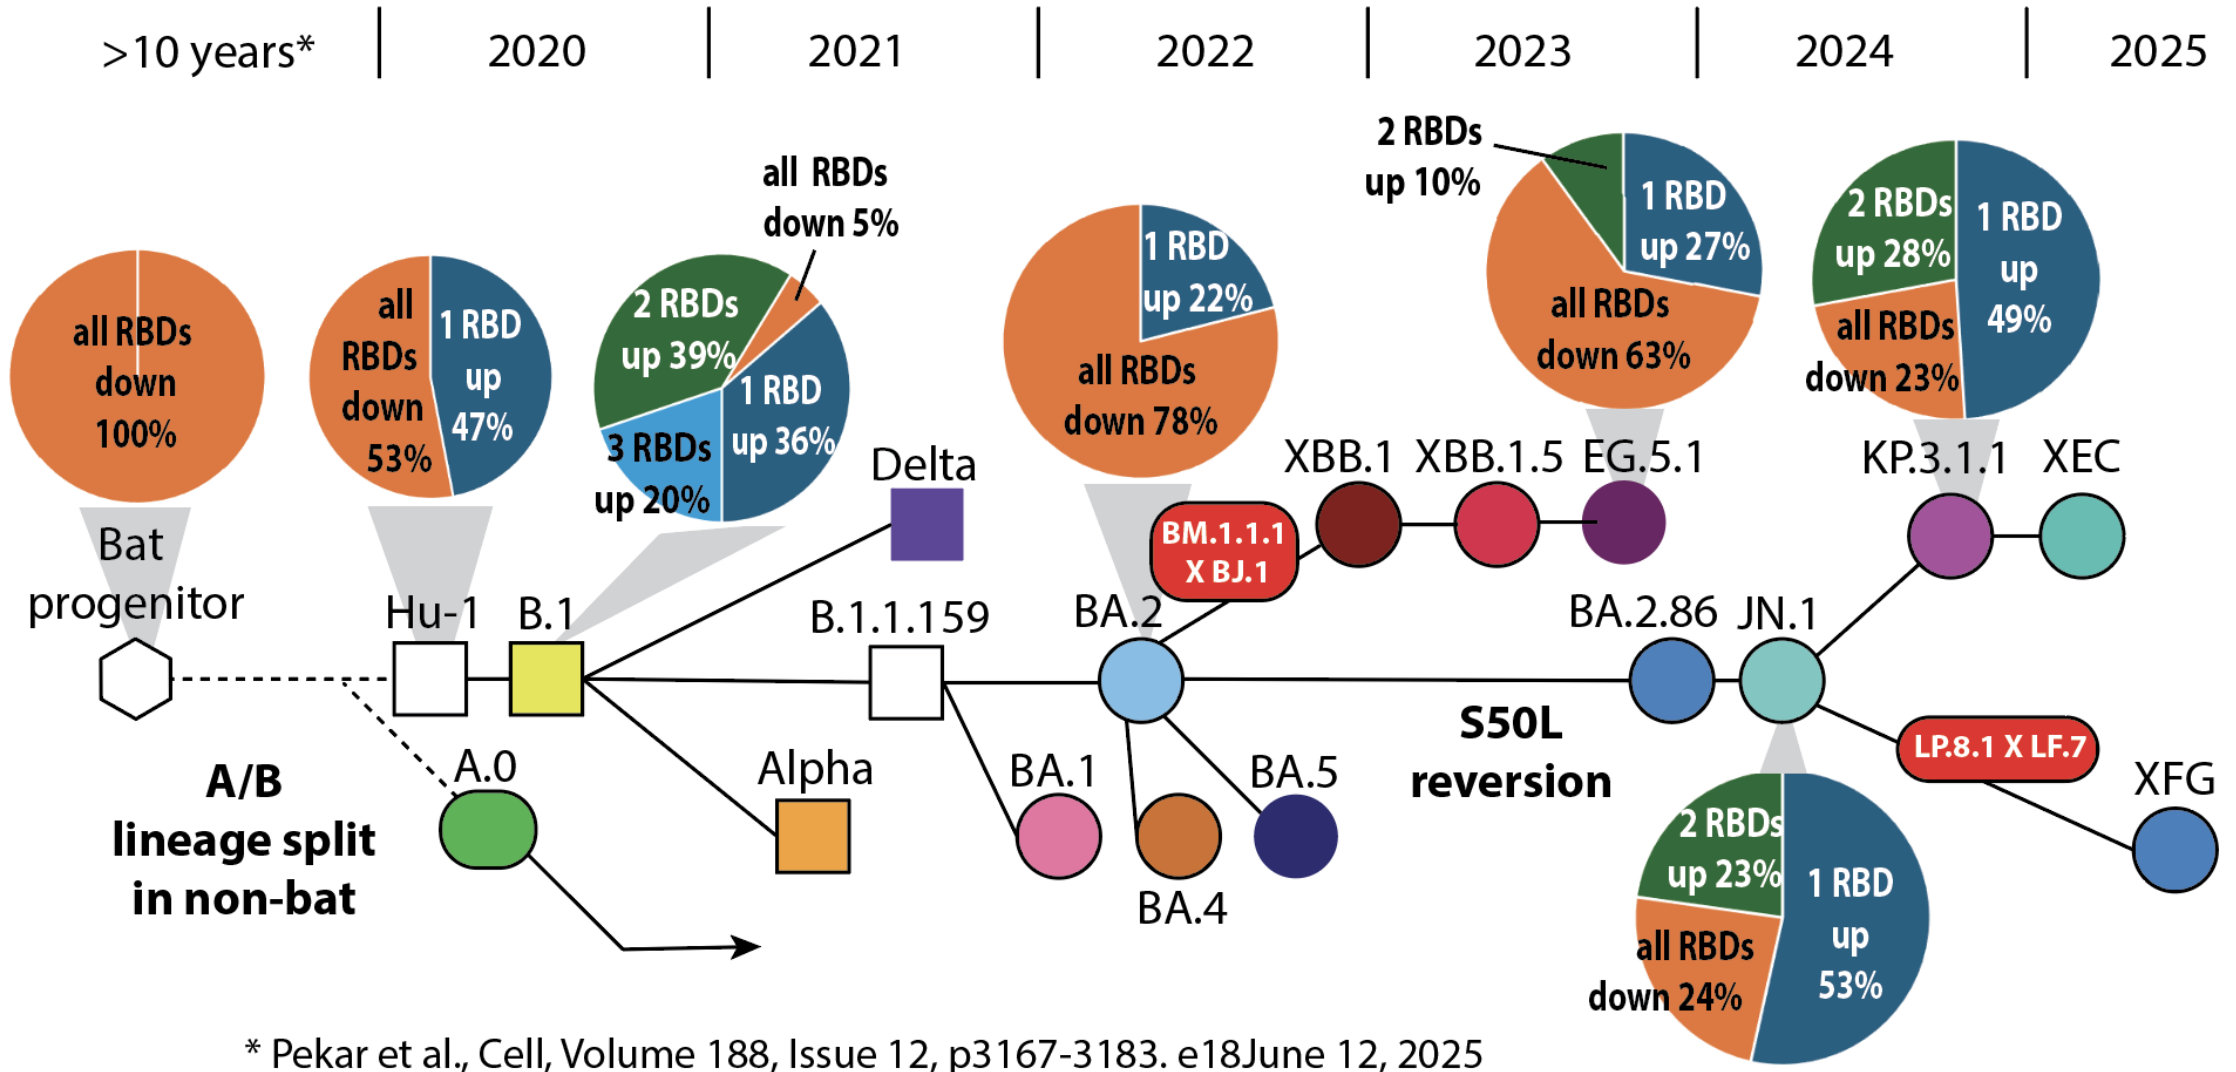 >10 years*
2020
2021
2022
2023
2024
2025
all RBDs
down
100%
all
RBDs
down
53%
1 RBD
up
47%
2 RBDs
up 39%
all RBDs
down 5%
1 RBD
up 36%
3 RBDs
up 20%
1 RBD
up 22%
all RBDs
down 78%
2 RBDs
up 10%
1 RBD
up 27%
all RBDs
down 63%
2 RBDs
up 28%
1 RBD
up
49%
all RBDs
down 23%
Bat
progenitor
Hu-1
B.1
Delta
B.1.1.159
BA.2
BM.1.1.1
X BJ.1
XBB.1
XBB.1.5
EG.5.1
KP.3.1.1
XEC
BA.2.86
JN.1
A/B
lineage split
in non-bat
A.0
Alpha
BA.1
BA.4
BA.5
S50L
reversion
LP.8.1 X LF.7
XFG
2 RBDs
up 23%
1 RBD
up
53%
all RBDs
down 24%
* Pekar et al., Cell, Volume 188, Issue 12, p3167-3183. e18June 12, 2025